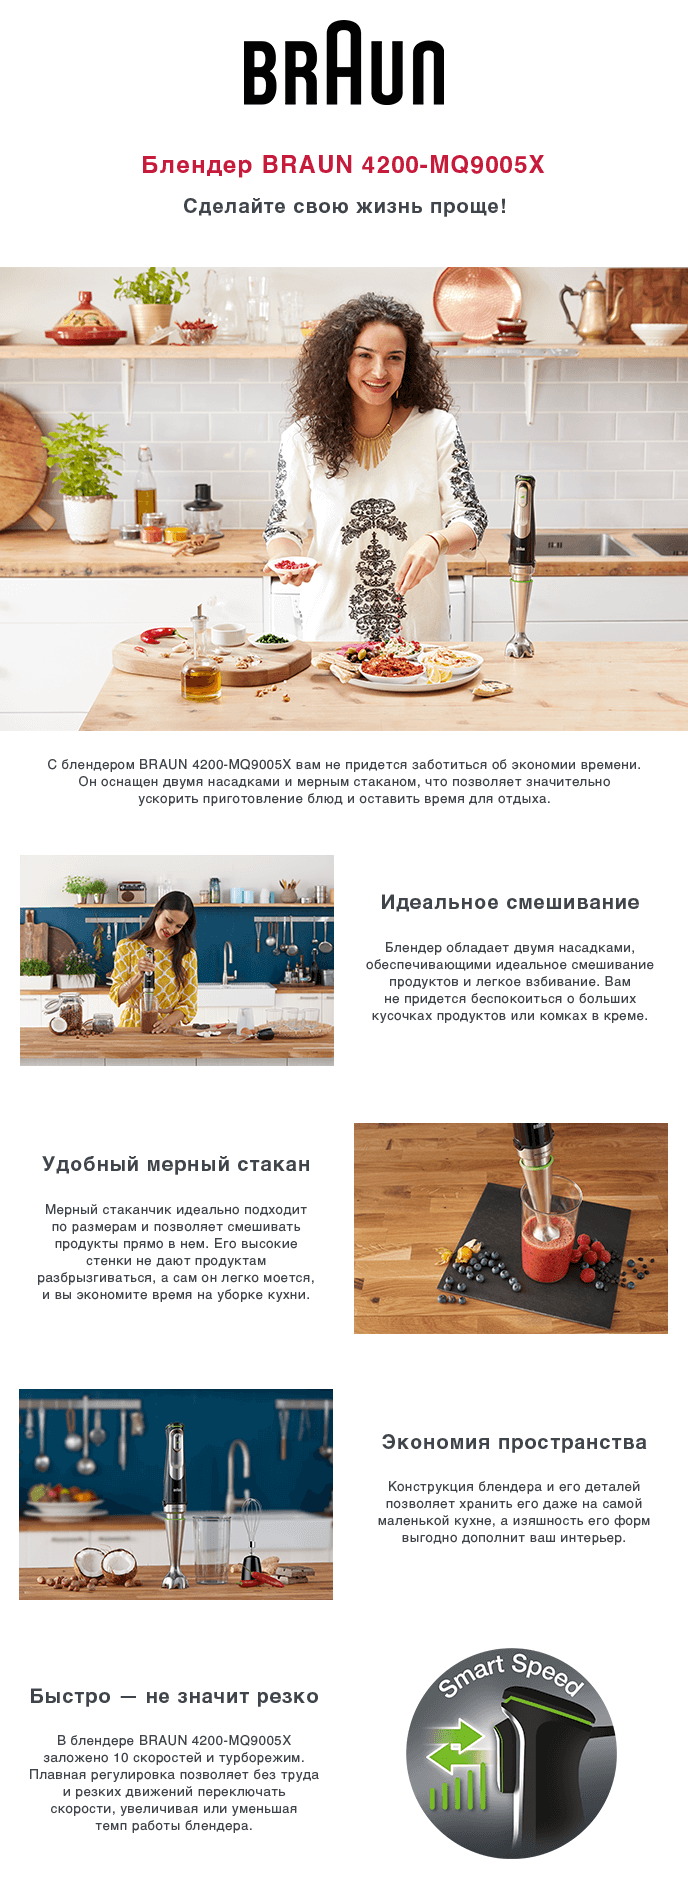 BRAUN
Блендер BRAUN 4200-MQ9005X
Сделайте свою жизнь проще!
С блендером BRAUN 4200-MQ9005X вам не придется заботиться об экономии времени.
Он оснащен двумя насадками и мерным стаканом, что позволяет значительно
ускорить приготовление блюд и оставить время для отдыха.
Идеальное смешивание
Блендер обладает двумя насадками,
обеспечивающими идеальное смешивание
продуктов и легкое взбивание. Вам
не придется беспокоиться о больших
кусочках продуктов или комках в креме.
Удобный мерный стакан
Мерный стаканчик идеально подходит
по размерам и позволяет смешивать
продукты прямо в нем. Его высокие
стенки не дают продуктам
разбрызгиваться, а сам он легко моется,
и вы экономите время на уборке кухни.
Экономия пространства
Конструкция блендера и его деталей
позволяет хранить его даже на самой
маленькой кухне, а изяшность его форм
выгодно дополнит ваш интерьер.
Быстро — не значит резко
В блендере BRAUN 4200-MQ9005X
заложено 10 скоростей и турборежим.
Плавная регулировка позволяет без труда
и резких движений переключать
скорости, увеличивая или уменьшая
темп работы блендера.
Smart Speed